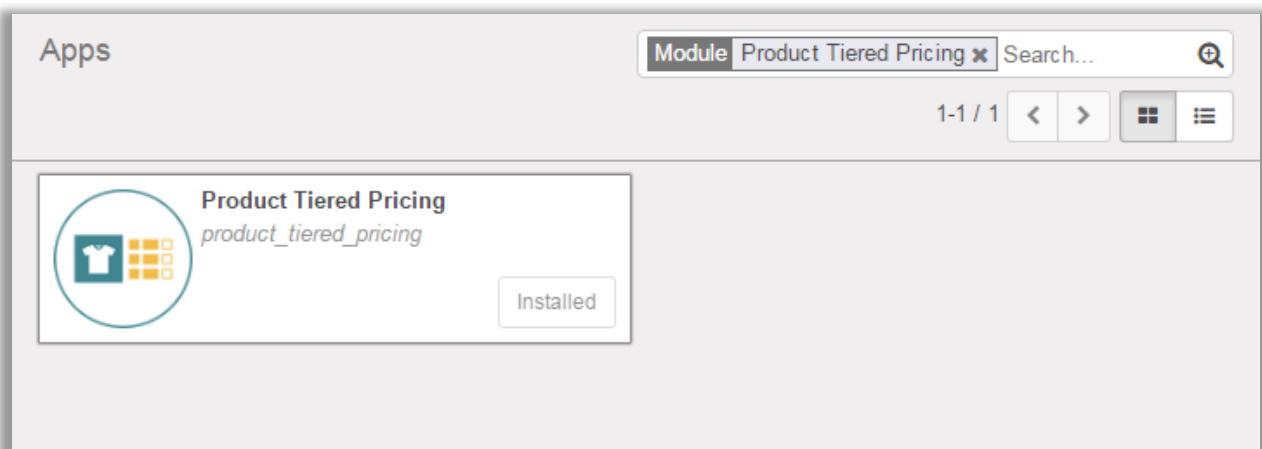 Apps
Module Product Tiered Pricing Search...
1-1 / 1
Product Tiered Pricing
product_tiered_pricing
Installed